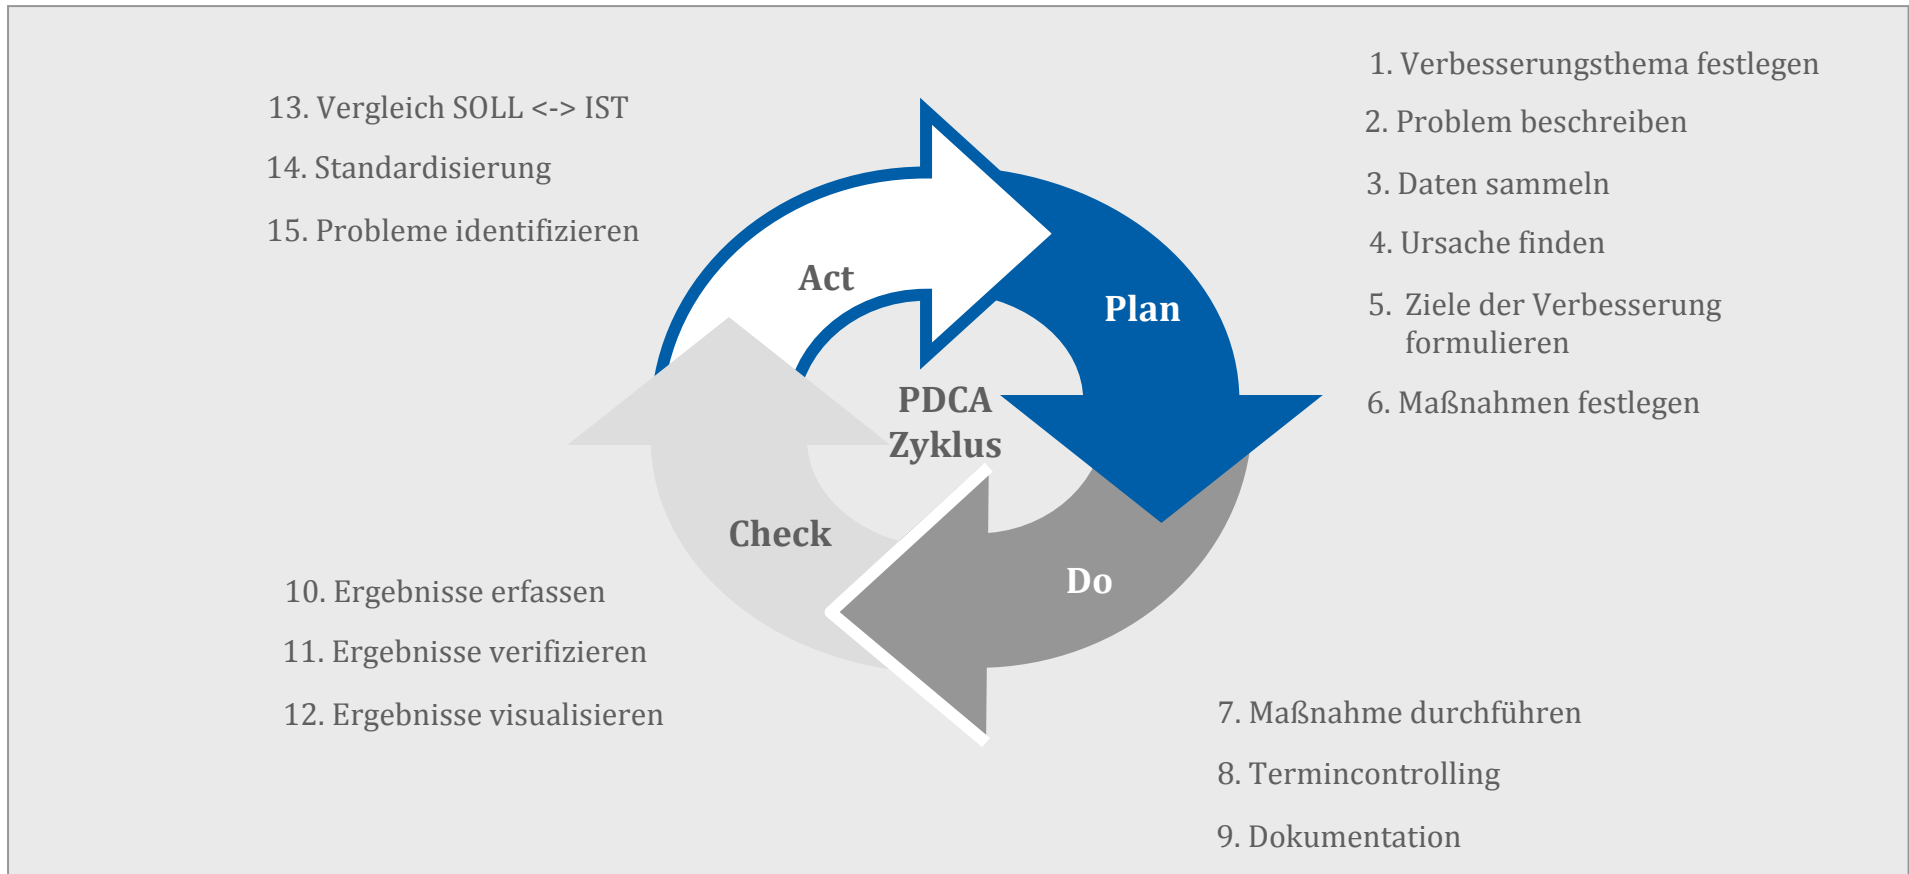 1. Verbesserungsthema festlegen
2. Problem beschreiben
3. Daten sammeln
4. Ursache finden
5. Ziele der Verbesserung
formulieren
6. Maßnahmen festlegen
7. Maßnahme durchführen
8. Termincontrolling
9. Dokumentation
10. Ergebnisse erfassen
11. Ergebnisse verifizieren
12. Ergebnisse visualisieren
13. Vergleich SOLL <-> IST
14. Standardisierung
15. Probleme identifizieren
Act
Plan
PDCA
Zyklus
Check
Do